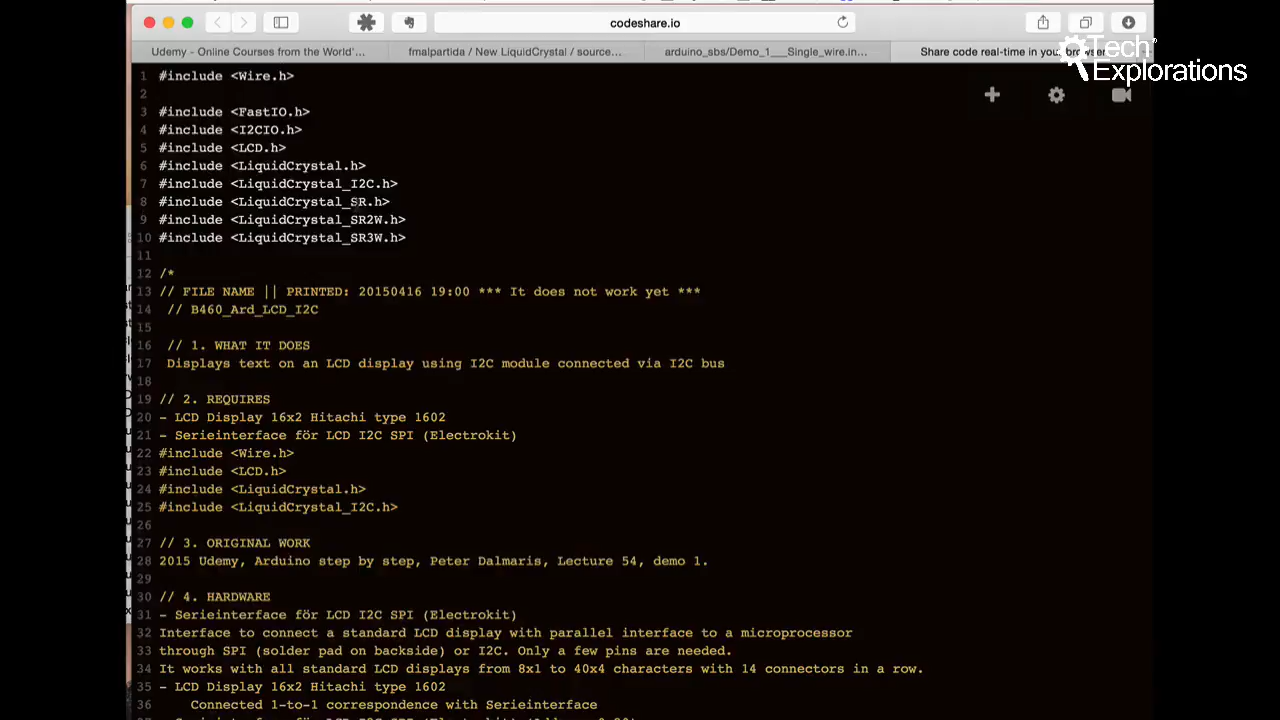 codeshare.io
Udemy - Online Courses from the World'...
fmalpartida / New LiquidCrystal / source...
arduino_sbs/Demo_1___Single_wire.in...
Share code real-time in your browser
Tech
Explorations
1 #include <Wire.h>
2
3 #include <FastIO.h>
4 #include <I2CIO.h>
5 #include <LCD.h>
6 #include <LiquidCrystal.h>
7 #include <LiquidCrystal_I2C.h>
8 #include <LiquidCrystal_SR.h>
9 #include <LiquidCrystal_SR2W.h>
10 #include <LiquidCrystal_SR3W.h>
11
12 /*
13 // FILE NAME || PRINTED: 20150416 19:00 *** It does not work yet ***
14 // B460_Ard_LCD_I2C
15
16 // 1. WHAT IT DOES
17 Displays text on an LCD display using I2C module connected via I2C bus
18
19 // 2. REQUIRES
20 - LCD Display 16x2 Hitachi type 1602
21 - Serieinterface för LCD I2C SPI (Electrokit)
22 #include <Wire.h>
23 #include <LCD.h>
24 #include <LiquidCrystal.h>
25 #include <LiquidCrystal_I2C.h>
26
27 // 3. ORIGINAL WORK
28 2015 Udemy, Arduino step by step, Peter Dalmaris, Lecture 54, demo 1.
29
30 // 4. HARDWARE
31 - Serieinterface för LCD I2C SPI (Electrokit)
32 Interface to connect a standard LCD display with parallel interface to a microprocessor
33 through SPI (solder pad on backside) or I2C. Only a few pins are needed.
34 It works with all standard LCD displays from 8x1 to 40x4 characters with 14 connectors in a row.
35 - LCD Display 16x2 Hitachi type 1602
36 Connected 1-to-1 correspondence with Serieinterface